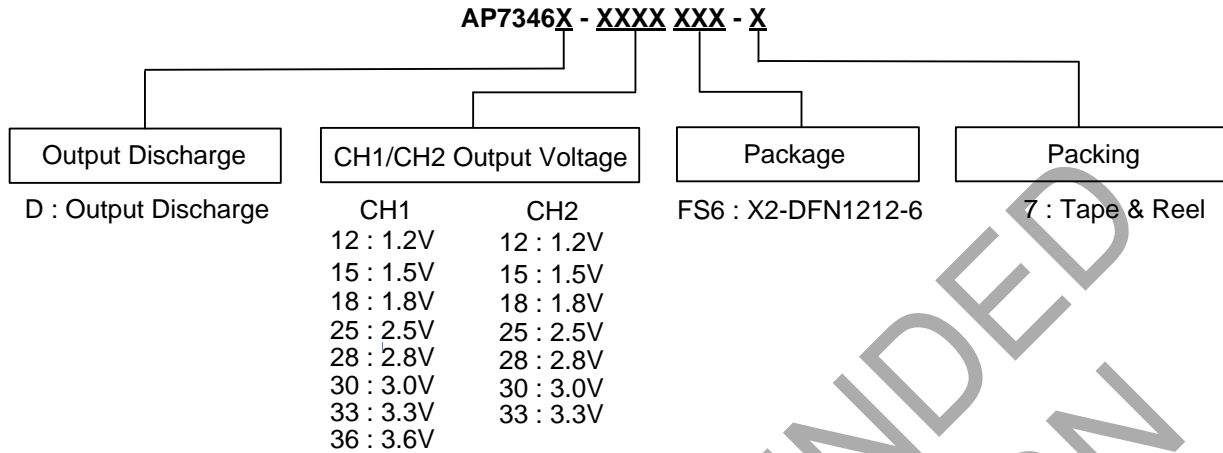 AP7346X - XXXX XXX - X
Output Discharge
CH1/CH2 Output Voltage
Package
Packing
D : Output Discharge
CH1
CH2
FS6 : X2-DFN1212-6
7 : Tape & Reel
12 : 1.2V
12 : 1.2V
15 : 1.5V
15 : 1.5V
18 : 1.8V
18 : 1.8V
25 : 2.5V
25 : 2.5V
28 : 2.8V
28 : 2.8V
30 : 3.0V
30 : 3.0V
33 : 3.3V
33 : 3.3V
36 : 3.6V